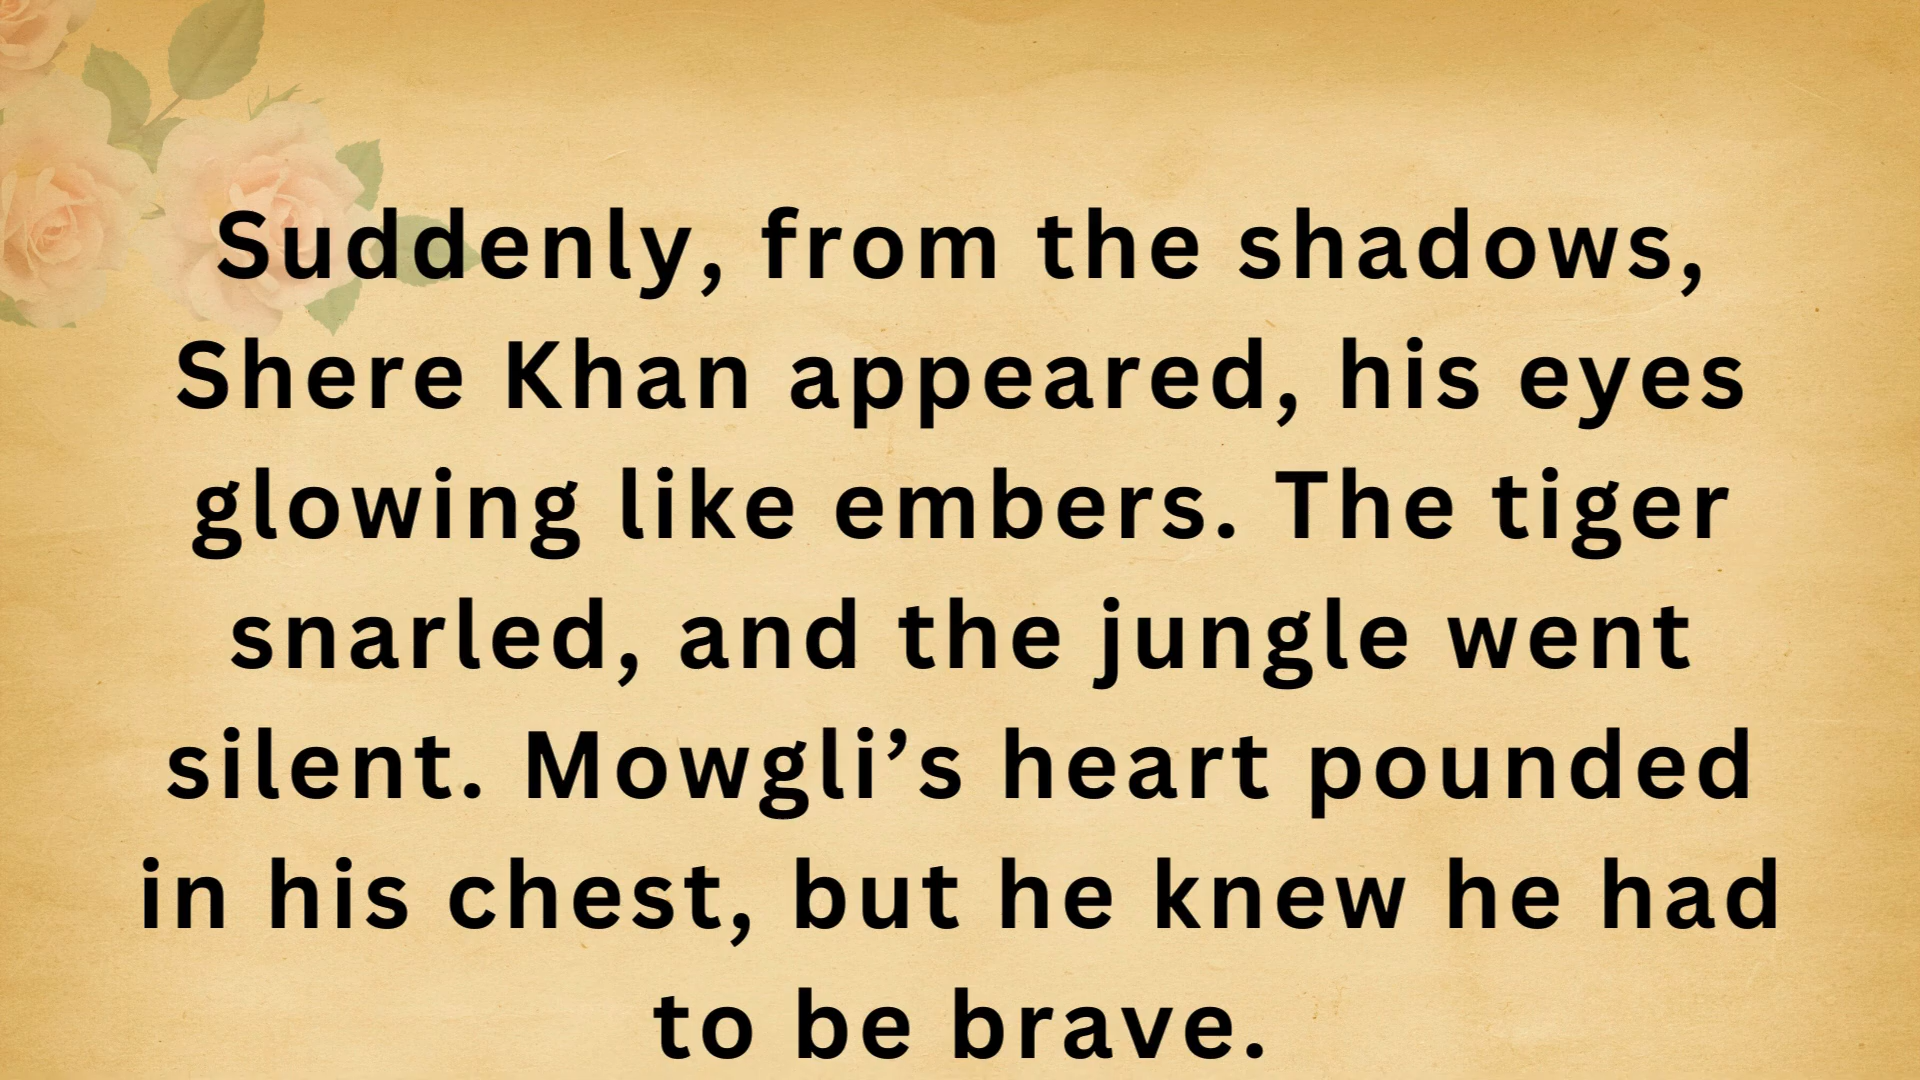 Suddenly, from the shadows,
Shere Khan appeared, his eyes
glowing like embers. The tiger
snarled, and the jungle went
silent. Mowgli’s heart pounded
in his chest, but he knew he had
to be brave.